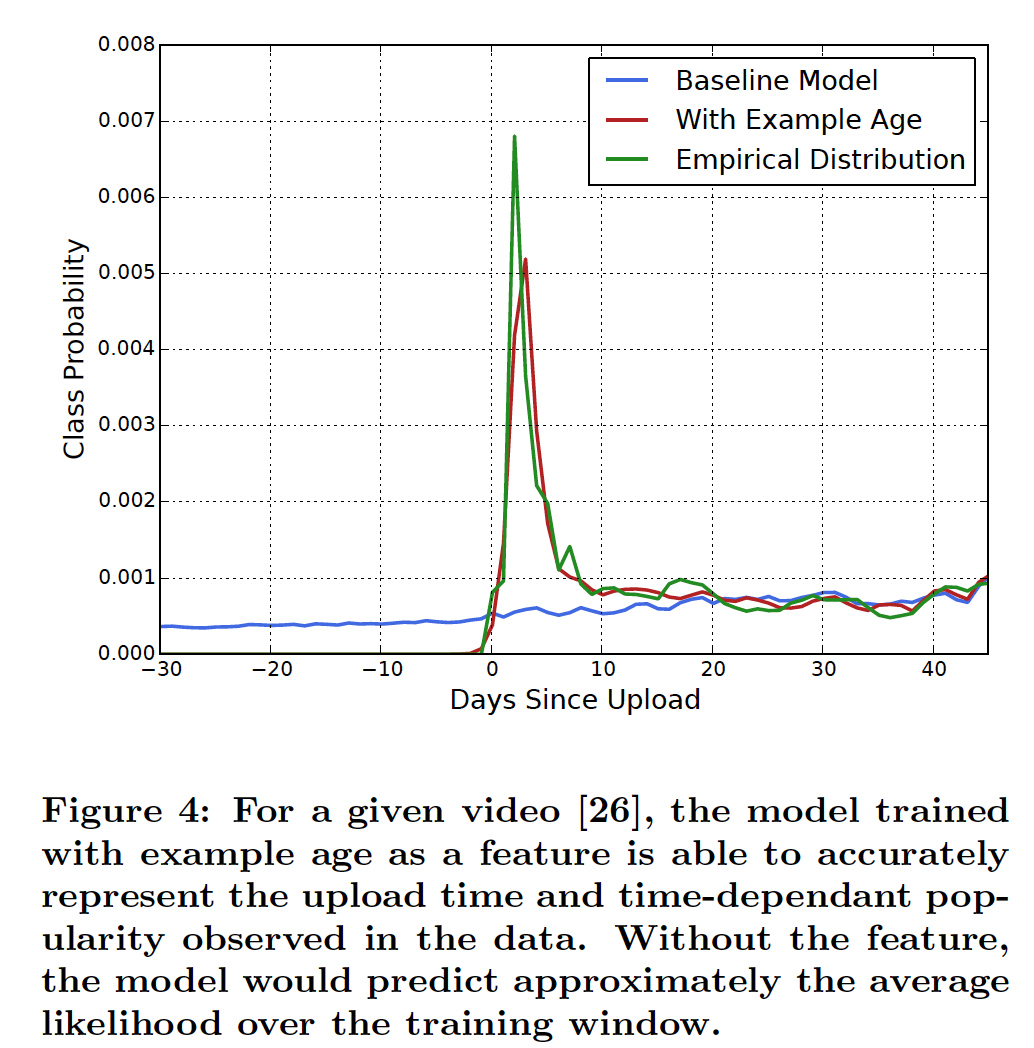 0.008
0.007
0.006
0.005
0.004
0.003
0.002
0.001
0.000
Class Probability
Baseline Model
With Example Age
Empirical Distribution
−30 −20 −10 0 10 20 30 40
Days Since Upload
Figure 4: For a given video [26], the model trained
with example age as a feature is able to accurately
represent the upload time and time-dependant pop-
ularity observed in the data. Without the feature,
the model would predict approximately the average
likelihood over the training window.